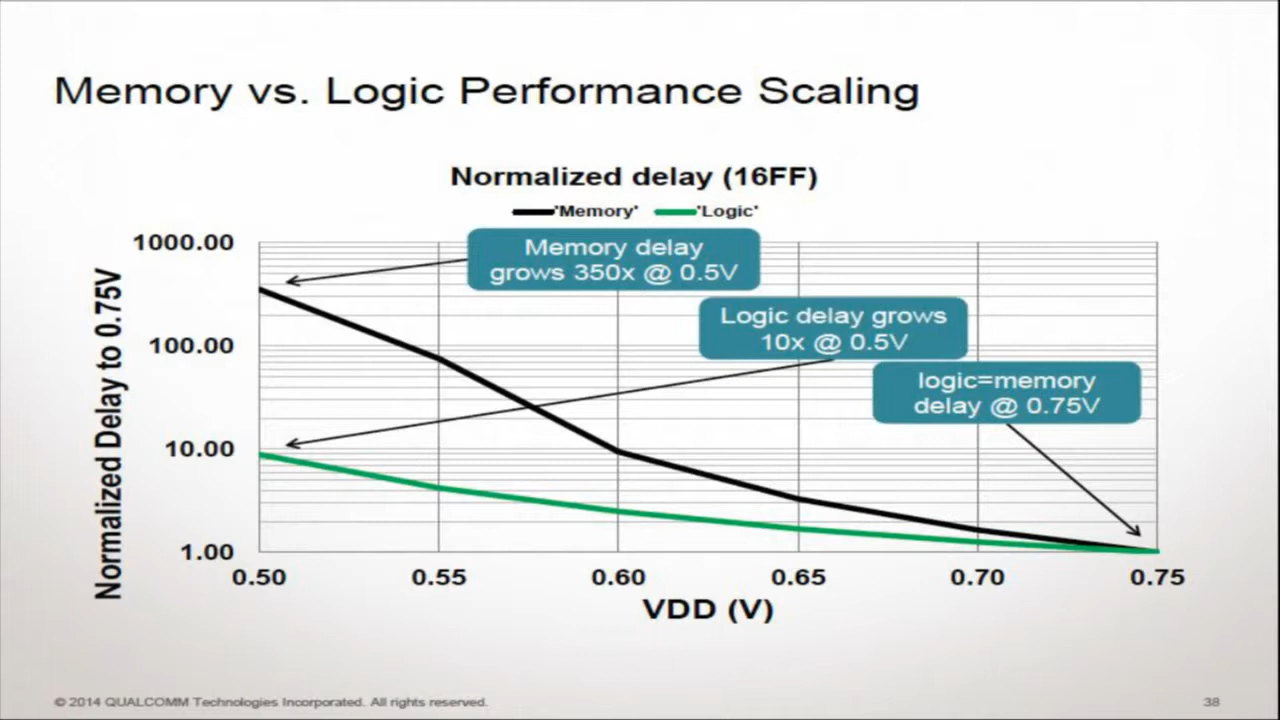 Memory vs. Logic Performance Scaling
Normalized delay (16FF)
'Memory' 'Logic'
1000.00
100.00
10.00
1.00
Normalized Delay to 0.75V
Memory delay
grows 350x @ 0.5V
Logic delay grows
10x @ 0.5V
logic=memory
delay @ 0.75V
0.50 0.55 0.60 0.65 0.70 0.75
VDD (V)
© 2014 QUALCOMM Technologies Incorporated. All rights reserved.
38